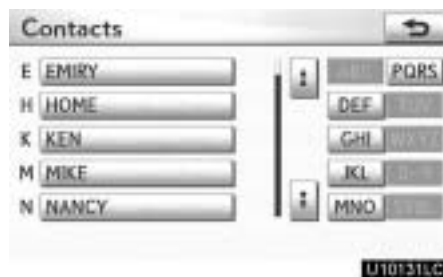 Contacts
E EMIRY PQRS
H HOME DEF
K KEN GHI
M MIKE JKL
N NANCY MNO
U10131LC